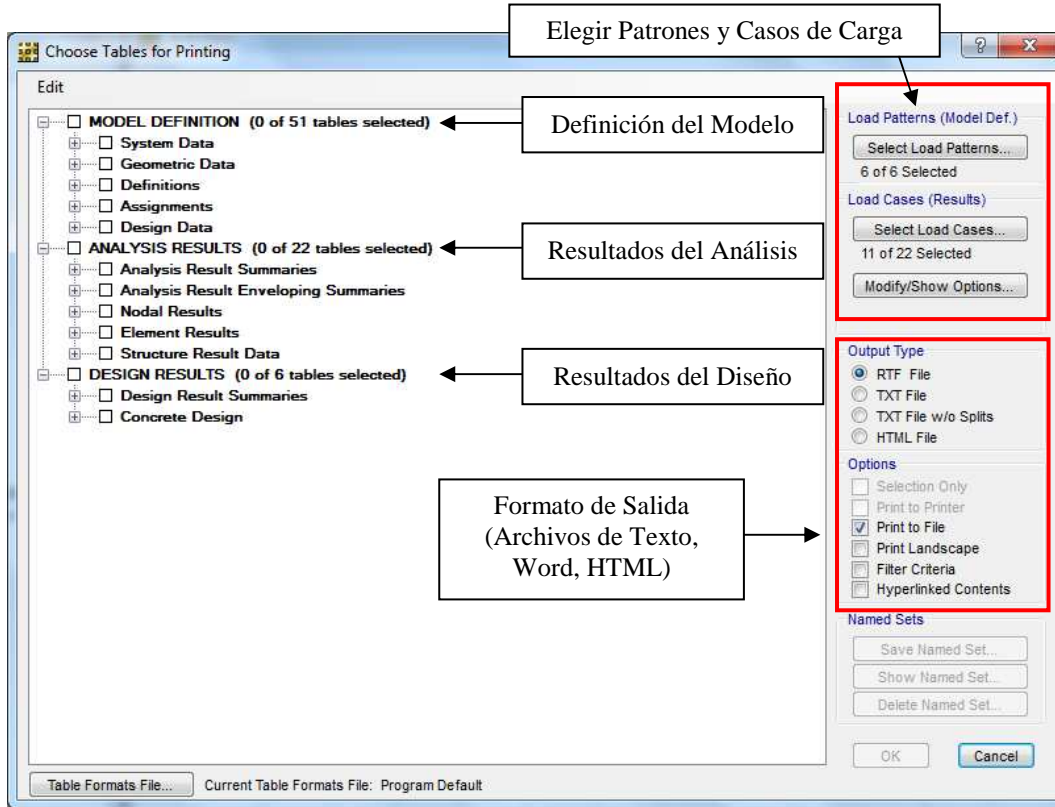 Elegir Patrones y Casos de Carga
Choose Tables for Printing
Edit
MODEL DEFINITION (0 of 51 tables selected)
System Data
Geometric Data
Definitions
Assignments
Design Data
ANALYSIS RESULTS (0 of 22 tables selected)
Analysis Result Summaries
Analysis Result Enveloping Summaries
Nodal Results
Element Results
Structure Result Data
DESIGN RESULTS (0 of 6 tables selected)
Design Result Summaries
Concrete Design
Definición del Modelo
Resultados del Análisis
Resultados del Diseño
Formato de Salida
(Archivos de Texto,
Word, HTML)
Load Patterns (Model Def.)
Select Load Patterns...
6 of 6 Selected
Load Cases (Results)
Select Load Cases...
11 of 22 Selected
Modify/Show Options...
Output Type
RTF File
TXT File
TXT File w/o Splits
HTML File
Options
Selection Only
Print to Printer
Print to File
Print Landscape
Filter Criteria
Hyperlinked Contents
Named Sets
Save Named Set...
Show Named Set...
Delete Named Set...
OK
Cancel
Table Formats File...
Current Table Formats File: Program Default